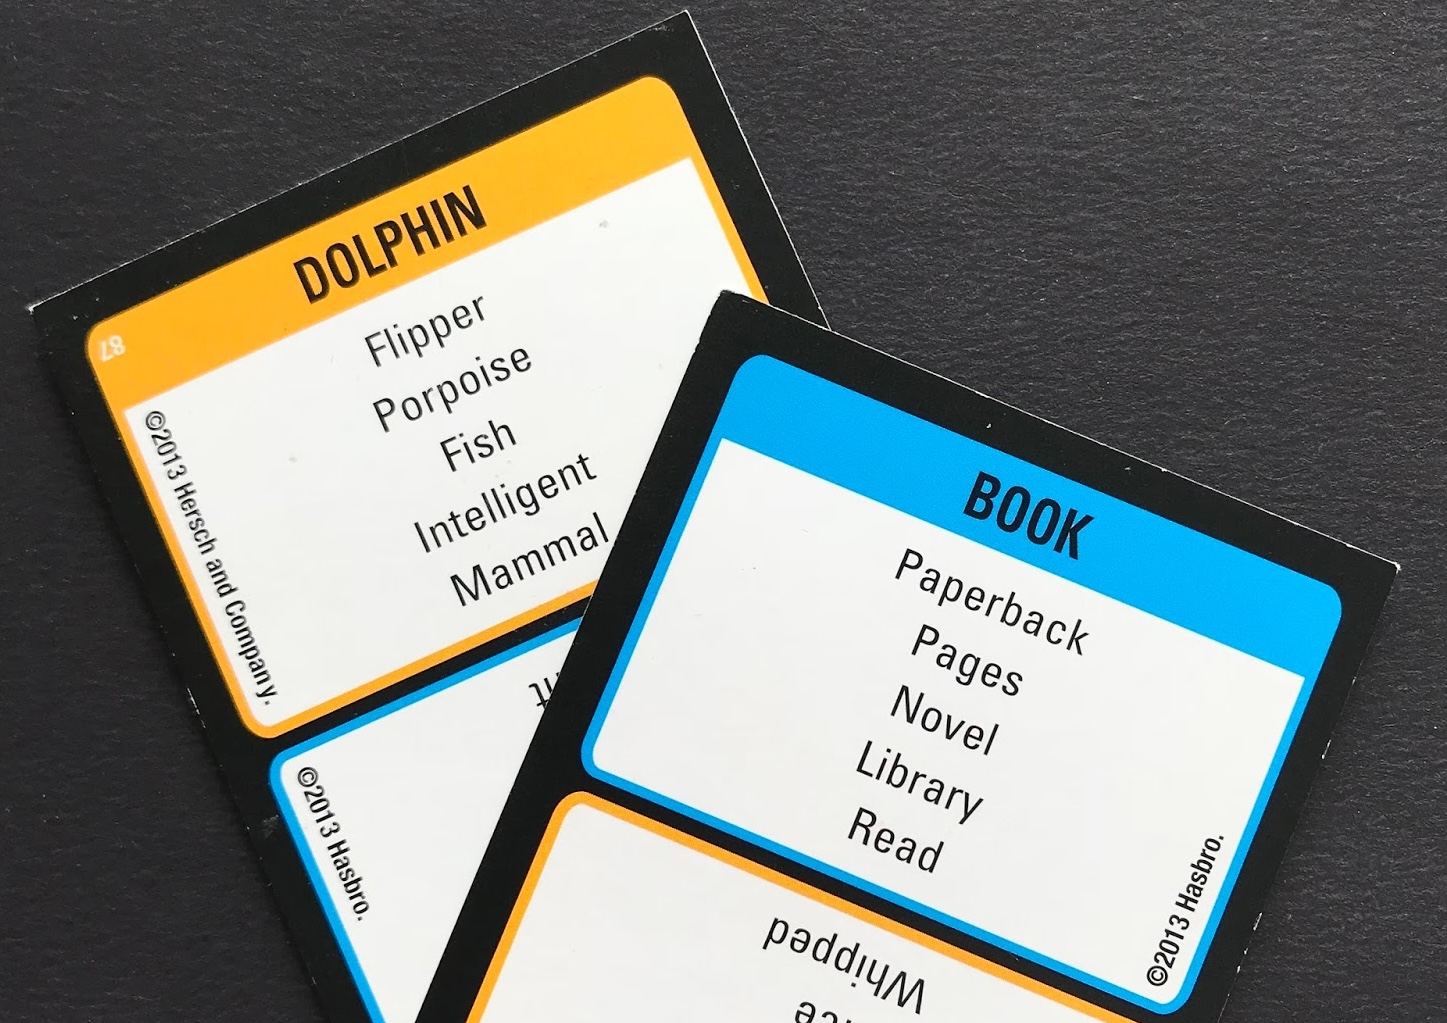 DOLPHIN
Flipper
Porpoise
Fish
Intelligent
Mammal
87
©2013 Hersch and Company.
©2013 Hasbro.
BOOK
Paperback
Pages
Novel
Library
Read
©2013 Hasbro.
Whipped